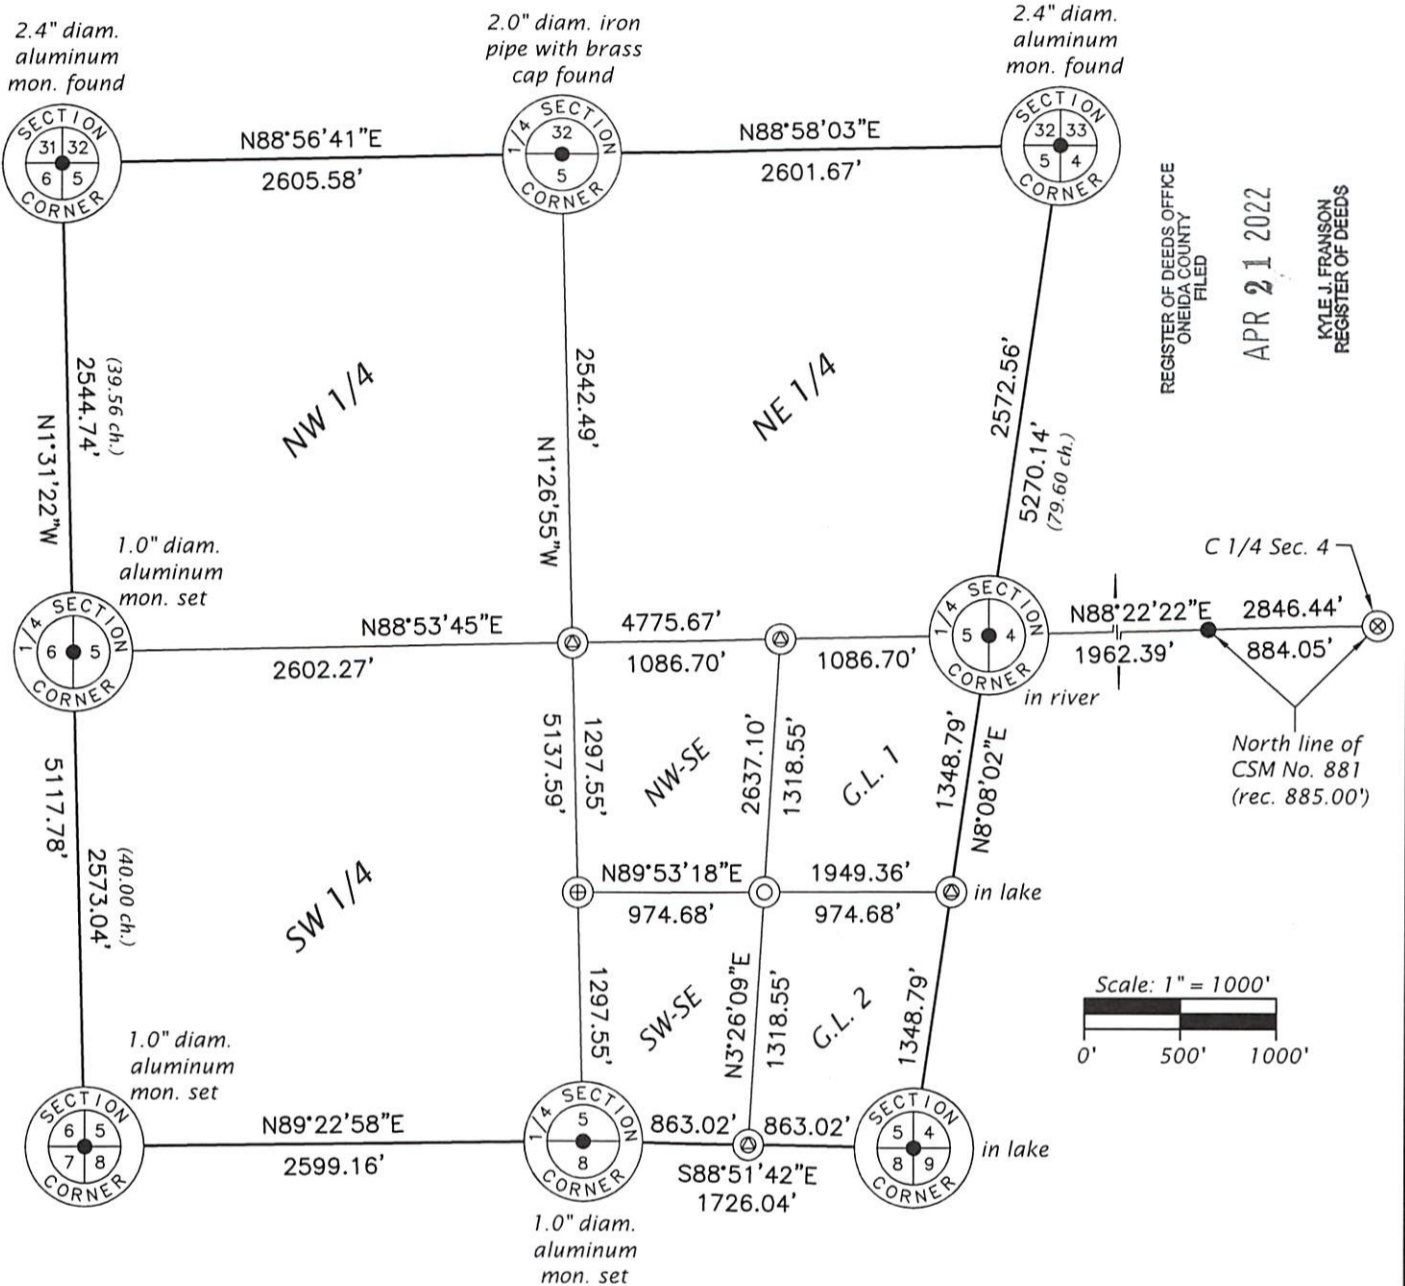 2.4" diam.
aluminum
mon. found
2.0" diam. iron
pipe with brass
cap found
2.4" diam.
aluminum
mon. found
SECTION
31 32
6 5
CORNER
N88°56'41"E
2605.58'
1/4 SECTION
32
5
CORNER
N88°58'03"E
2601.67'
SECTION
32 33
5 4
CORNER
REGISTER OF DEEDS OFFICE
ONEIDA COUNTY
FILED
APR 21 2022
KYLE J. FRANSON
REGISTER OF DEEDS
(39.56 ch.)
2544.74'
N1°31'22"W
NW 1/4
2542.49'
N1°26'55"W
NE 1/4
2572.56'
5270.14'
(79.60 ch.)
1.0" diam.
aluminum
mon. set
1/4 SECTION
6 5
CORNER
N88°53'45"E
2602.27'
4775.67'
1086.70'
1086.70'
1/4 SECTION
5 4
CORNER
in river
C 1/4 Sec. 4
N88°22'22"E
1962.39'
2846.44'
884.05'
North line of
CSM No. 881
(rec. 885.00')
5117.78'
2573.04'
(40.00 ch.)
SW 1/4
5137.59'
1297.55'
NW-SE
2637.10'
1318.55'
G.L. 1
1348.79'
N8°08'02"E
N89°53'18"E
974.68'
1949.36'
974.68'
in lake
1297.55'
SW-SE
N3°26'09"E
1318.55'
G.L. 2
1348.79'
Scale: 1" = 1000'
0' 500' 1000'
1.0" diam.
aluminum
mon. set
SECTION
6 5
7 8
CORNER
N89°22'58"E
2599.16'
1/4 SECTION
5
8
CORNER
863.02'
863.02'
S88°51'42"E
1726.04'
SECTION
5 4
8 9
CORNER
in lake
1.0" diam.
aluminum
mon. set